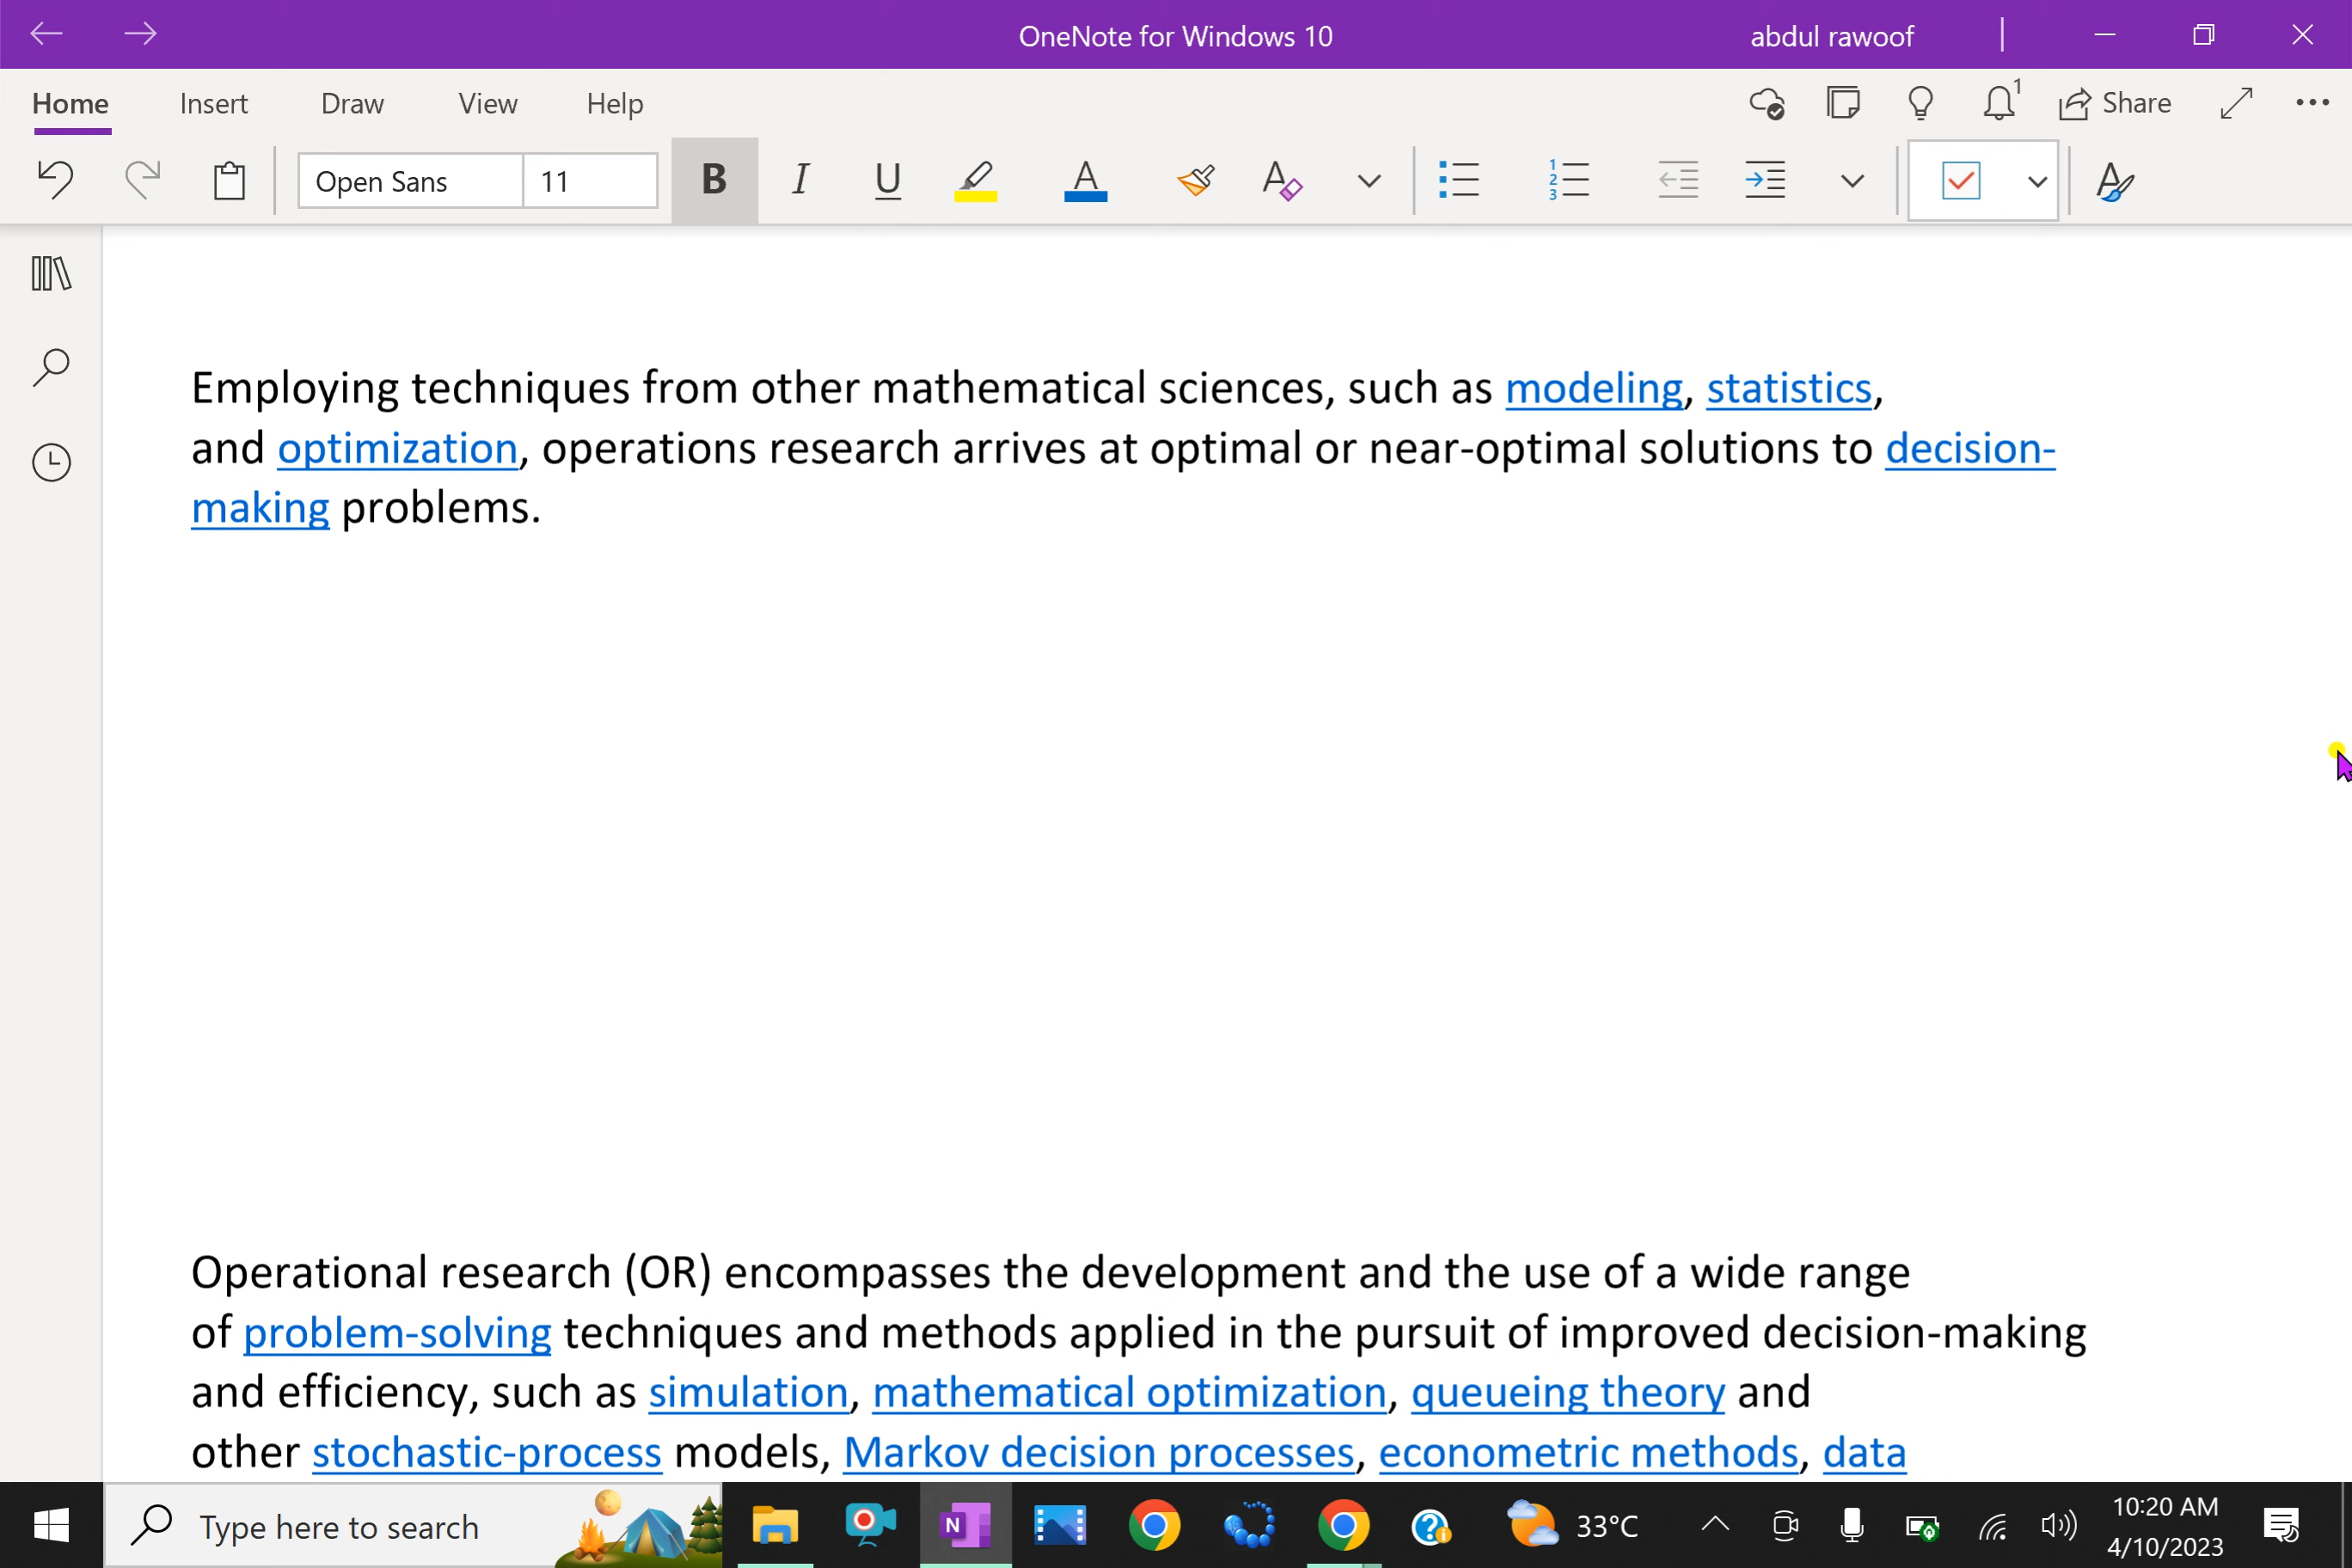 OneNote for Windows 10
abdul rawoof
Home Insert Draw View Help
1 Share
Open Sans 11 B I U A A
Employing techniques from other mathematical sciences, such as modeling, statistics,
and optimization, operations research arrives at optimal or near-optimal solutions to decision-
making problems.
Operational research (OR) encompasses the development and the use of a wide range
of problem-solving techniques and methods applied in the pursuit of improved decision-making
and efficiency, such as simulation, mathematical optimization, queueing theory and
other stochastic-process models, Markov decision processes, econometric methods, data
Type here to search
N
33°C
10:20 AM
4/10/2023